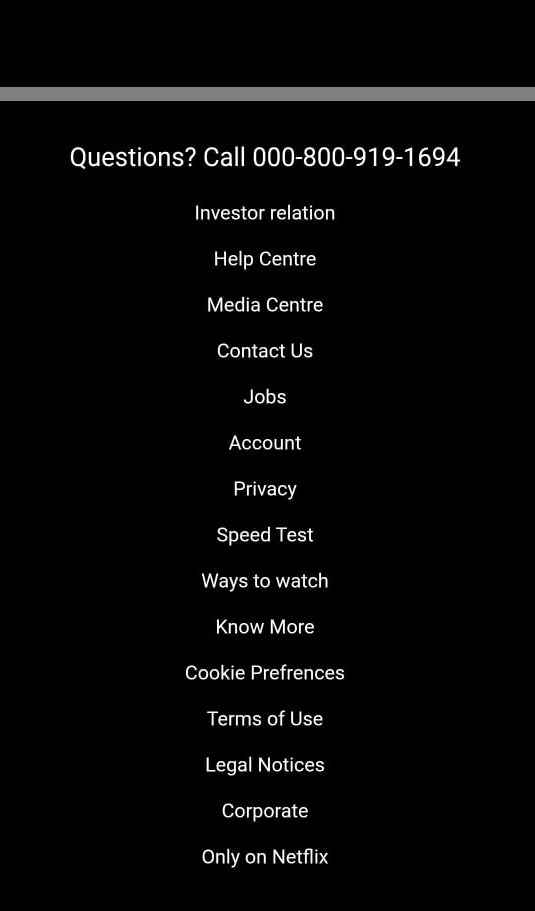 Questions? Call 000-800-919-1694
Investor relation
Help Centre
Media Centre
Contact Us
Jobs
Account
Privacy
Speed Test
Ways to watch
Know More
Cookie Prefrences
Terms of Use
Legal Notices
Corporate
Only on Netflix